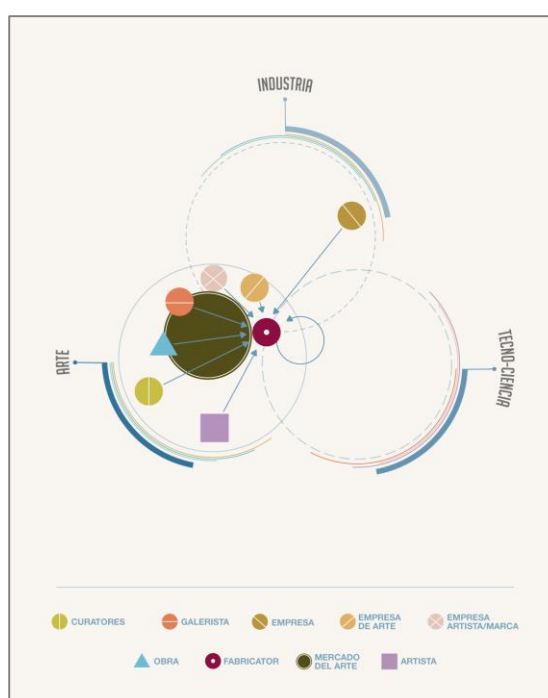 INDUSTRIA
ARTE
TECNO-CIENCIA
CURATORES
GALERISTA
EMPRESA
EMPRESA
DE ARTE
EMPRESA
ARTISTA/MARCA
OBRA
FABRICATOR
MERCADO
DEL ARTE
ARTISTA